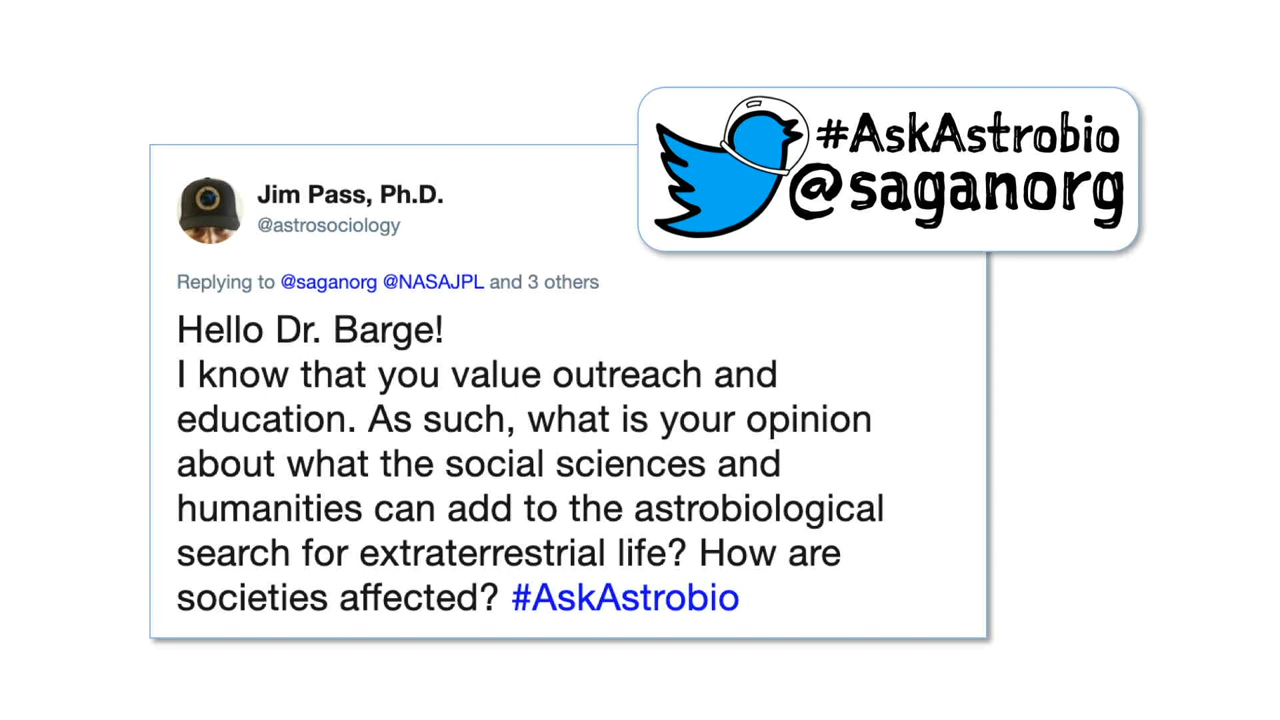 #AskAstrobio
@saganorg
Jim Pass, Ph.D.
@astrosociology
Replying to @saganorg @NASAJPL and 3 others
Hello Dr. Barge!
I know that you value outreach and
education. As such, what is your opinion
about what the social sciences and
humanities can add to the astrobiological
search for extraterrestrial life? How are
societies affected? #AskAstrobio